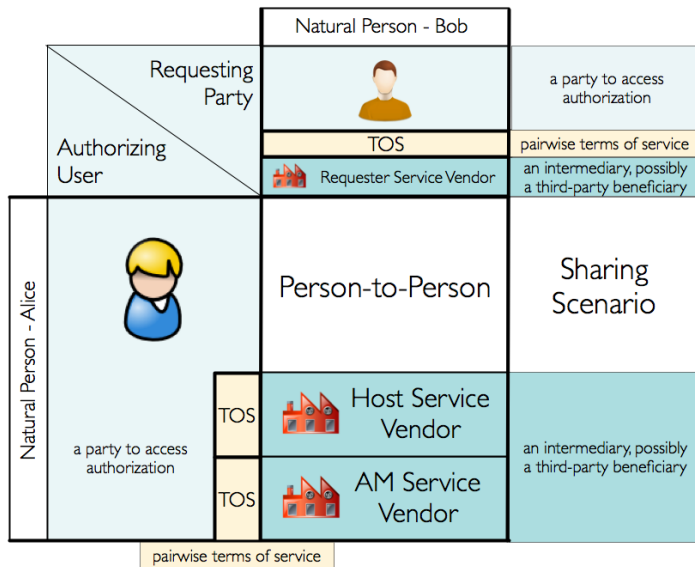 Natural Person - Bob
Requesting
Party
a party to access
authorization
Authorizing
User
TOS
pairwise terms of service
Requester Service Vendor
an intermediary, possibly
a third-party beneficiary
Natural Person - Alice
Person-to-Person
Sharing
Scenario
a party to access
authorization
TOS
Host Service
Vendor
an intermediary, possibly
a third-party beneficiary
TOS
AM Service
Vendor
pairwise terms of service